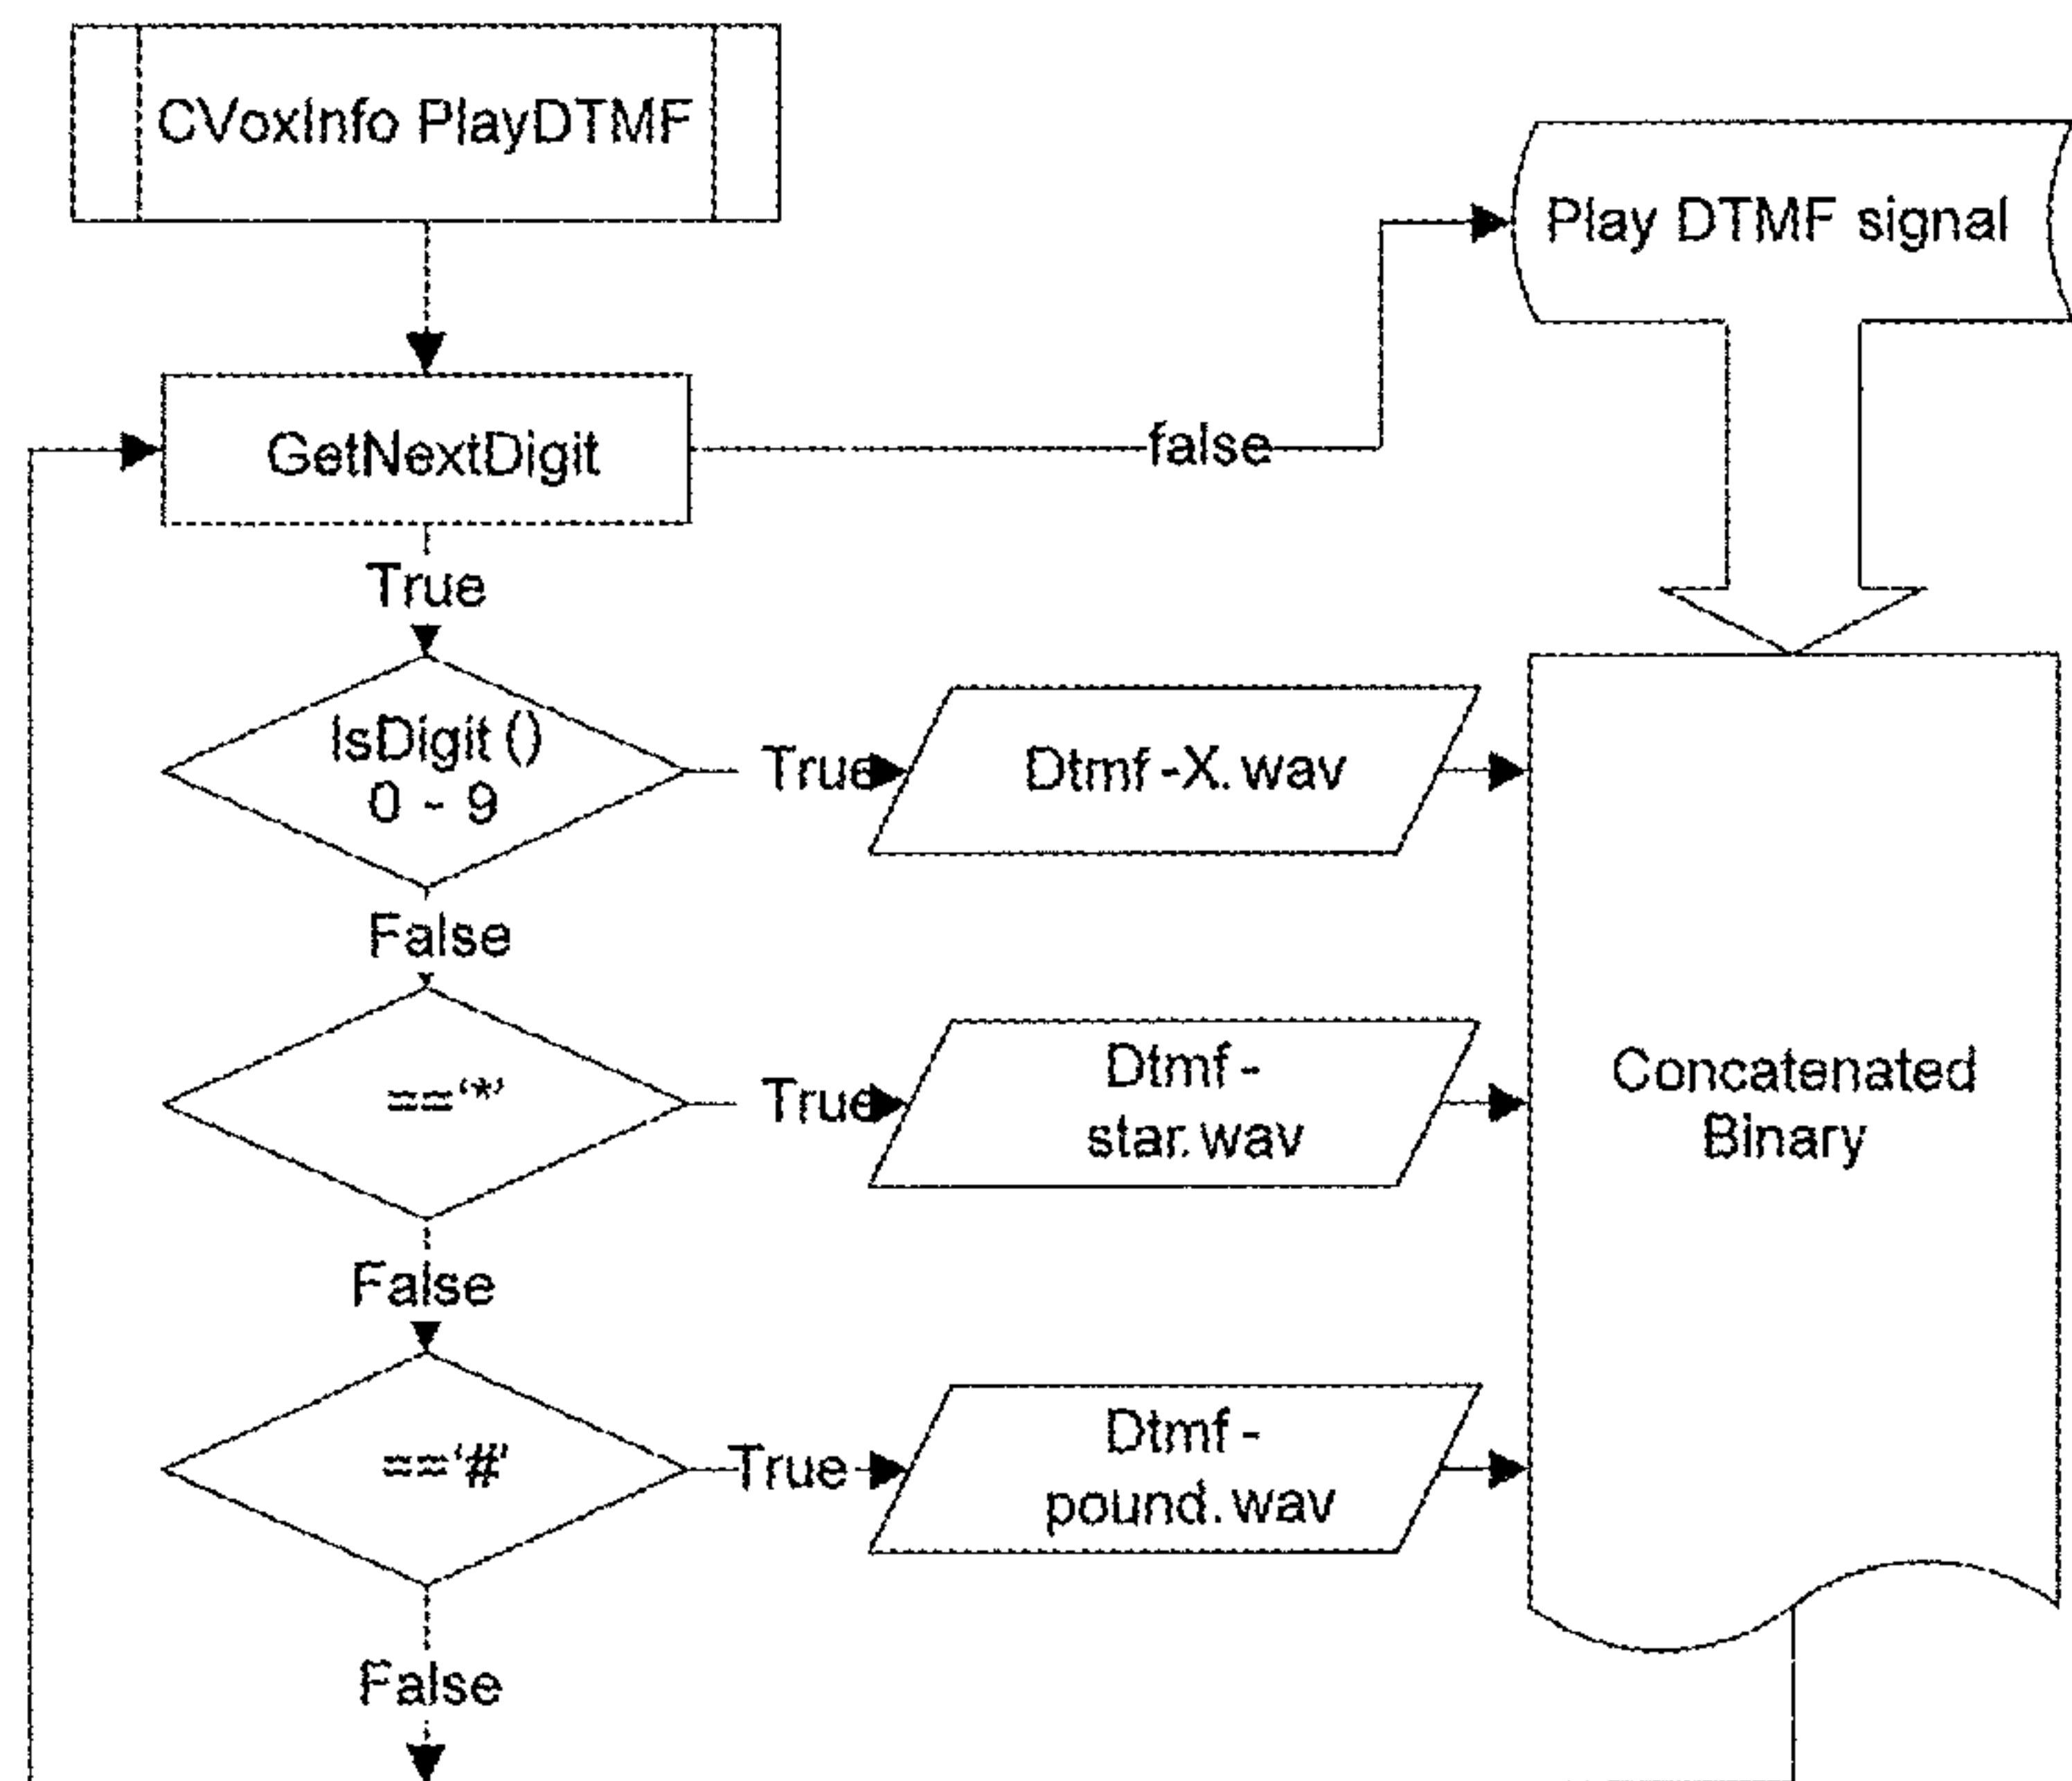 CVoxInfo PlayDTMF
Play DTMF signal
GetNextDigit
false
True
IsDigit ()
0 - 9
True
Dtmf -X. wav
False
=='*'
True
Dtmf -
star. wav
Concatenated
Binary
False
=='#'
True
Dtmf -
pound. wav
False